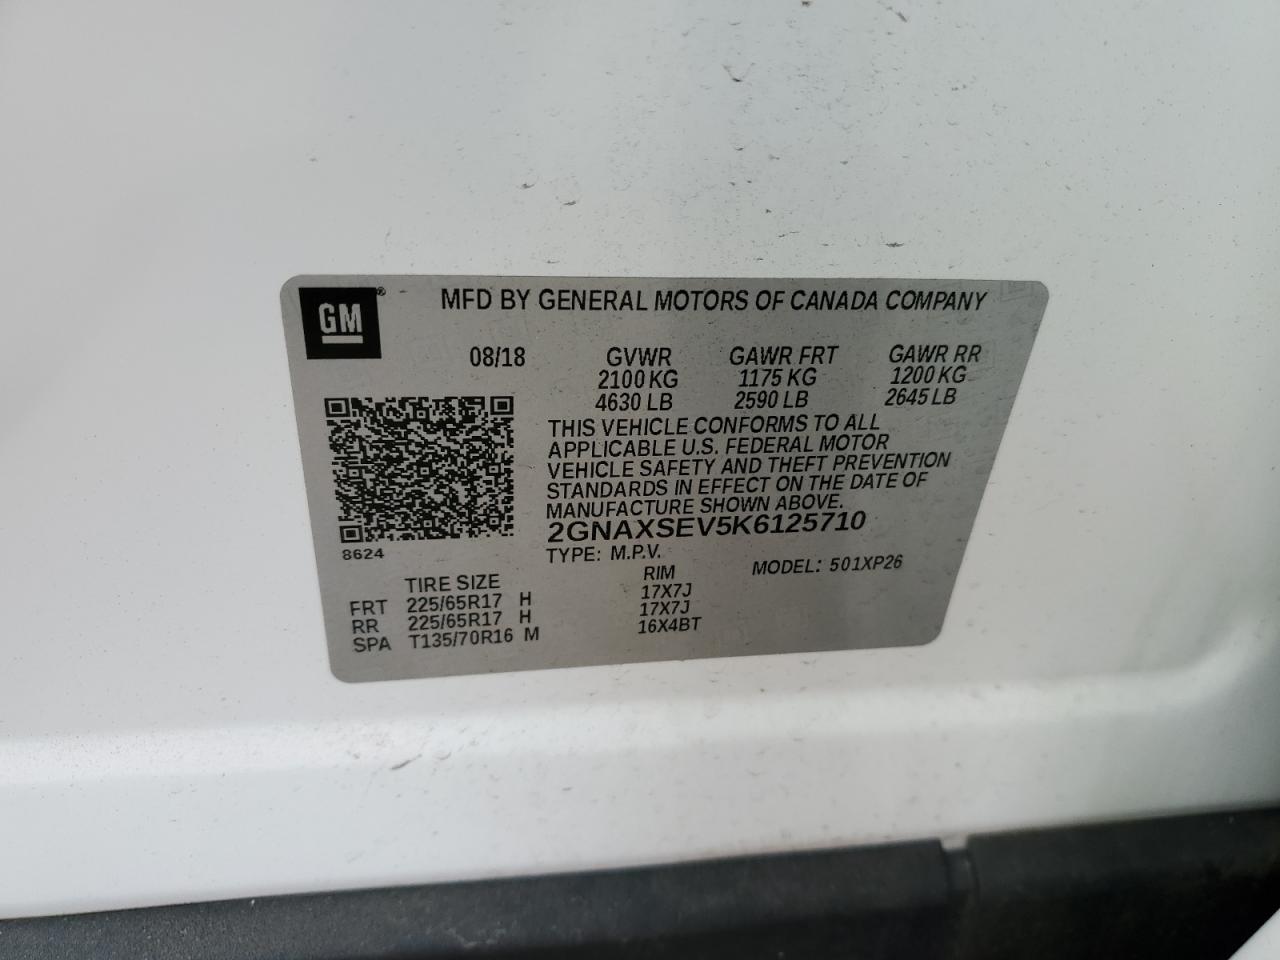 GM ®
MFD BY GENERAL MOTORS OF CANADA COMPANY
08/18 GVWR GAWR FRT GAWR RR
2100 KG 1175 KG 1200 KG
4630 LB 2590 LB 2645 LB
THIS VEHICLE CONFORMS TO ALL
APPLICABLE U.S. FEDERAL MOTOR
VEHICLE SAFETY AND THEFT PREVENTION
STANDARDS IN EFFECT ON THE DATE OF
MANUFACTURE SHOWN ABOVE.
2GNAXSEV5K6125710
8624
TYPE: M.P.V. MODEL: 501XP26
TIRE SIZE RIM
FRT 225/65R17 H 17X7J
RR 225/65R17 H 17X7J
SPA T135/70R16 M 16X4BT